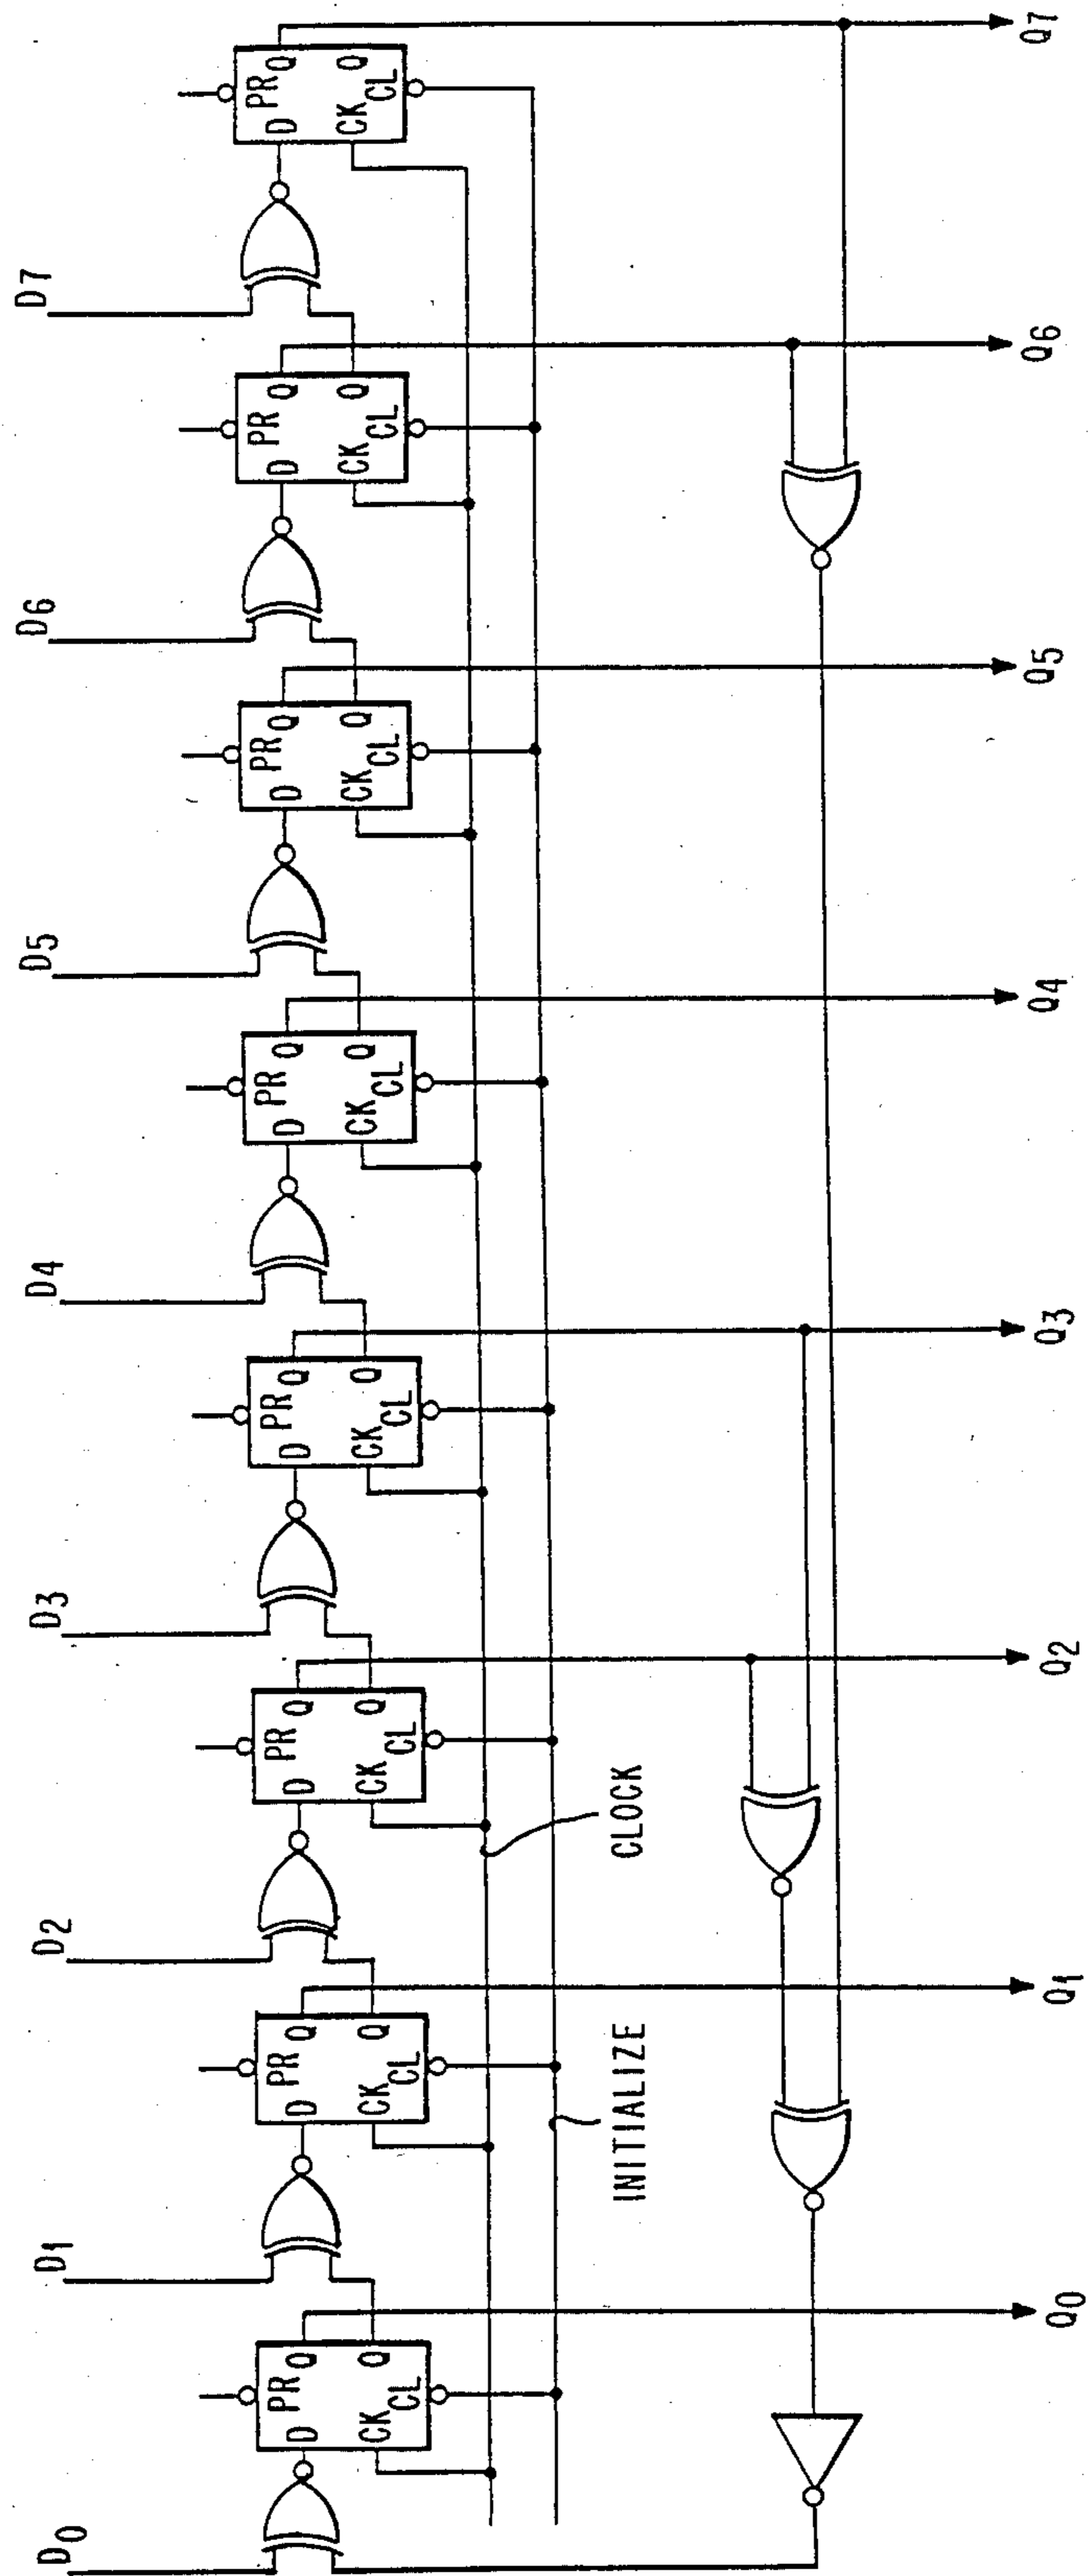 D0 D1 D2 D3 D4 D5 D6 D7
PR PR PR PR PR PR PR PR
D Q D Q D Q D Q D Q D Q D Q D Q
CK Q CK Q CK Q CK Q CK Q CK Q CK Q CK Q
CL CL CL CL CL CL CL CL
INITIALIZE CLOCK
Q0 Q1 Q2 Q3 Q4 Q5 Q6 Q7